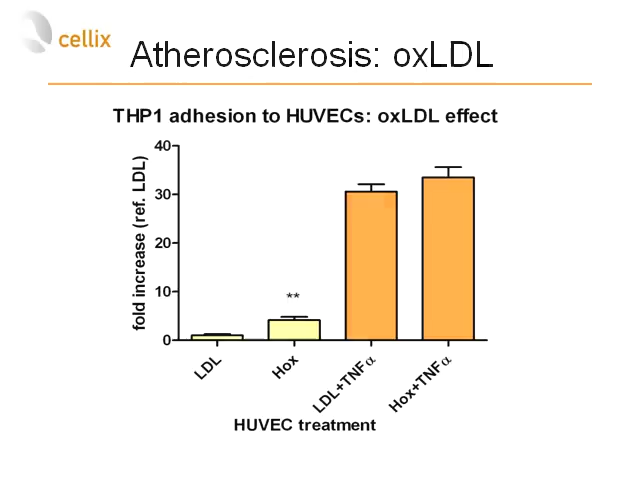 cellix
Atherosclerosis: oxLDL
THP1 adhesion to HUVECs: oxLDL effect
fold increase (ref. LDL)
40
30
20
10
0
**
LDL
Hox
LDL+TNFα
Hox+TNFα
HUVEC treatment